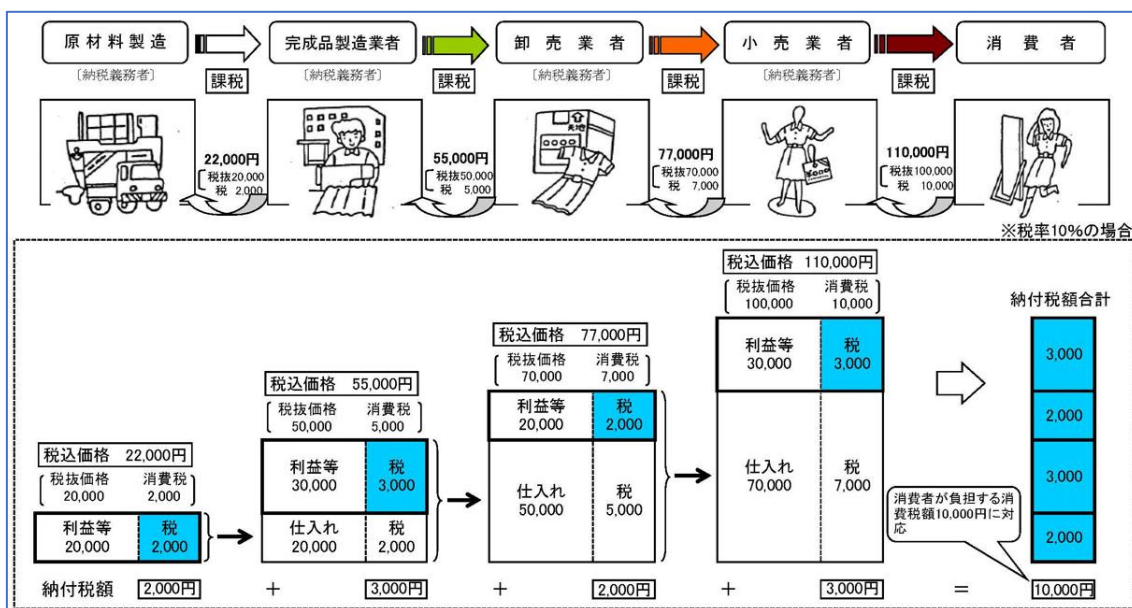 原材料製造 完成品製造業者 卸売業者 小売業者 消費者
〔納税義務者〕 課税 〔納税義務者〕 課税 〔納税義務者〕 課税 〔納税義務者〕 課税
22,000円 55,000円 77,000円 110,000円
税抜20,000 税抜50,000 税抜70,000 税抜100,000
税 2,000 税 5,000 税 7,000 税 10,000
※税率10%の場合
税込価格 110,000円
税抜価格 消費税
100,000 10,000
利益等 税
30,000 3,000
仕入れ 税
70,000 7,000
税込価格 77,000円
税抜価格 消費税
70,000 7,000
利益等 税
20,000 2,000
仕入れ 税
50,000 5,000
税込価格 55,000円
税抜価格 消費税
50,000 5,000
利益等 税
30,000 3,000
仕入れ 税
20,000 2,000
税込価格 22,000円
税抜価格 消費税
20,000 2,000
利益等 税
20,000 2,000
納付税額合計
3,000
2,000
3,000
2,000
消費者が負担する消
費税額10,000円に対
応
納付税額 2,000円 + 3,000円 + 2,000円 + 3,000円 = 10,000円